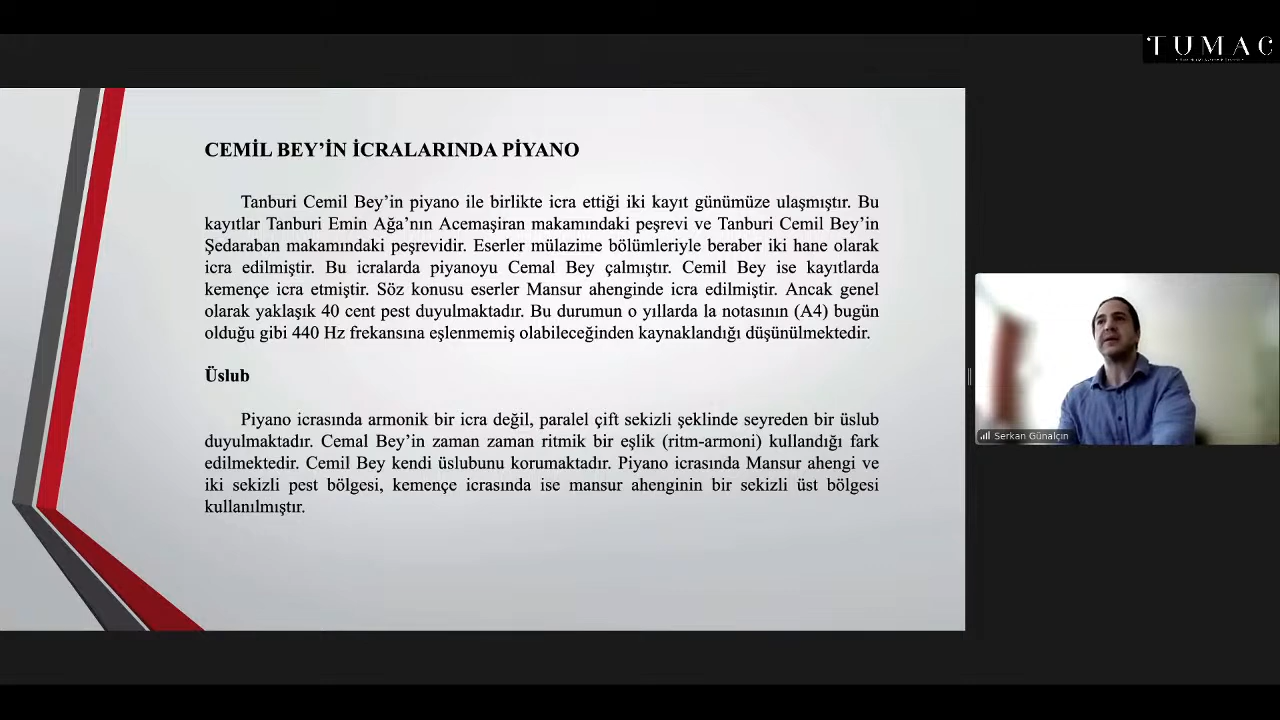 TUMAC
CEMİL BEY'İN İCRALARINDA PİYANO
Tanburi Cemil Bey'in piyano ile birlikte icra ettiği iki kayıt günümüze ulaşmıştır. Bu
kayıtlar Tanburi Emin Ağa'nın Acemaşiran makamındaki peşrevi ve Tanburi Cemil Bey'in
Şedaraban makamındaki peşrevidir. Eserler mülazime bölümleriyle beraber iki hane olarak
icra edilmiştir. Bu icralarda piyanoyu Cemal Bey çalmıştır. Cemil Bey ise kayıtlarda
kemençe icra etmiştir. Söz konusu eserler Mansur ahenginde icra edilmiştir. Ancak genel
olarak yaklaşık 40 cent pest duyulmaktadır. Bu durumun o yıllarda la notasının (A4) bugün
olduğu gibi 440 Hz frekansına eşlenmemiş olabileceğinden kaynaklandığı düşünülmektedir.
Üslub
Piyano icrasında armonik bir icra değil, paralel çift sekizli şeklinde seyreden bir üslub
duyulmaktadır. Cemal Bey'in zaman zaman ritmik bir eşlik (ritm-armoni) kullandığı fark
edilmektedir. Cemil Bey kendi üslubunu korumaktadır. Piyano icrasında Mansur ahengi ve
iki sekizli pest bölgesi, kemençe icrasında ise mansur ahenginin bir sekizli üst bölgesi
kullanılmıştır.
Serkan Günalçın